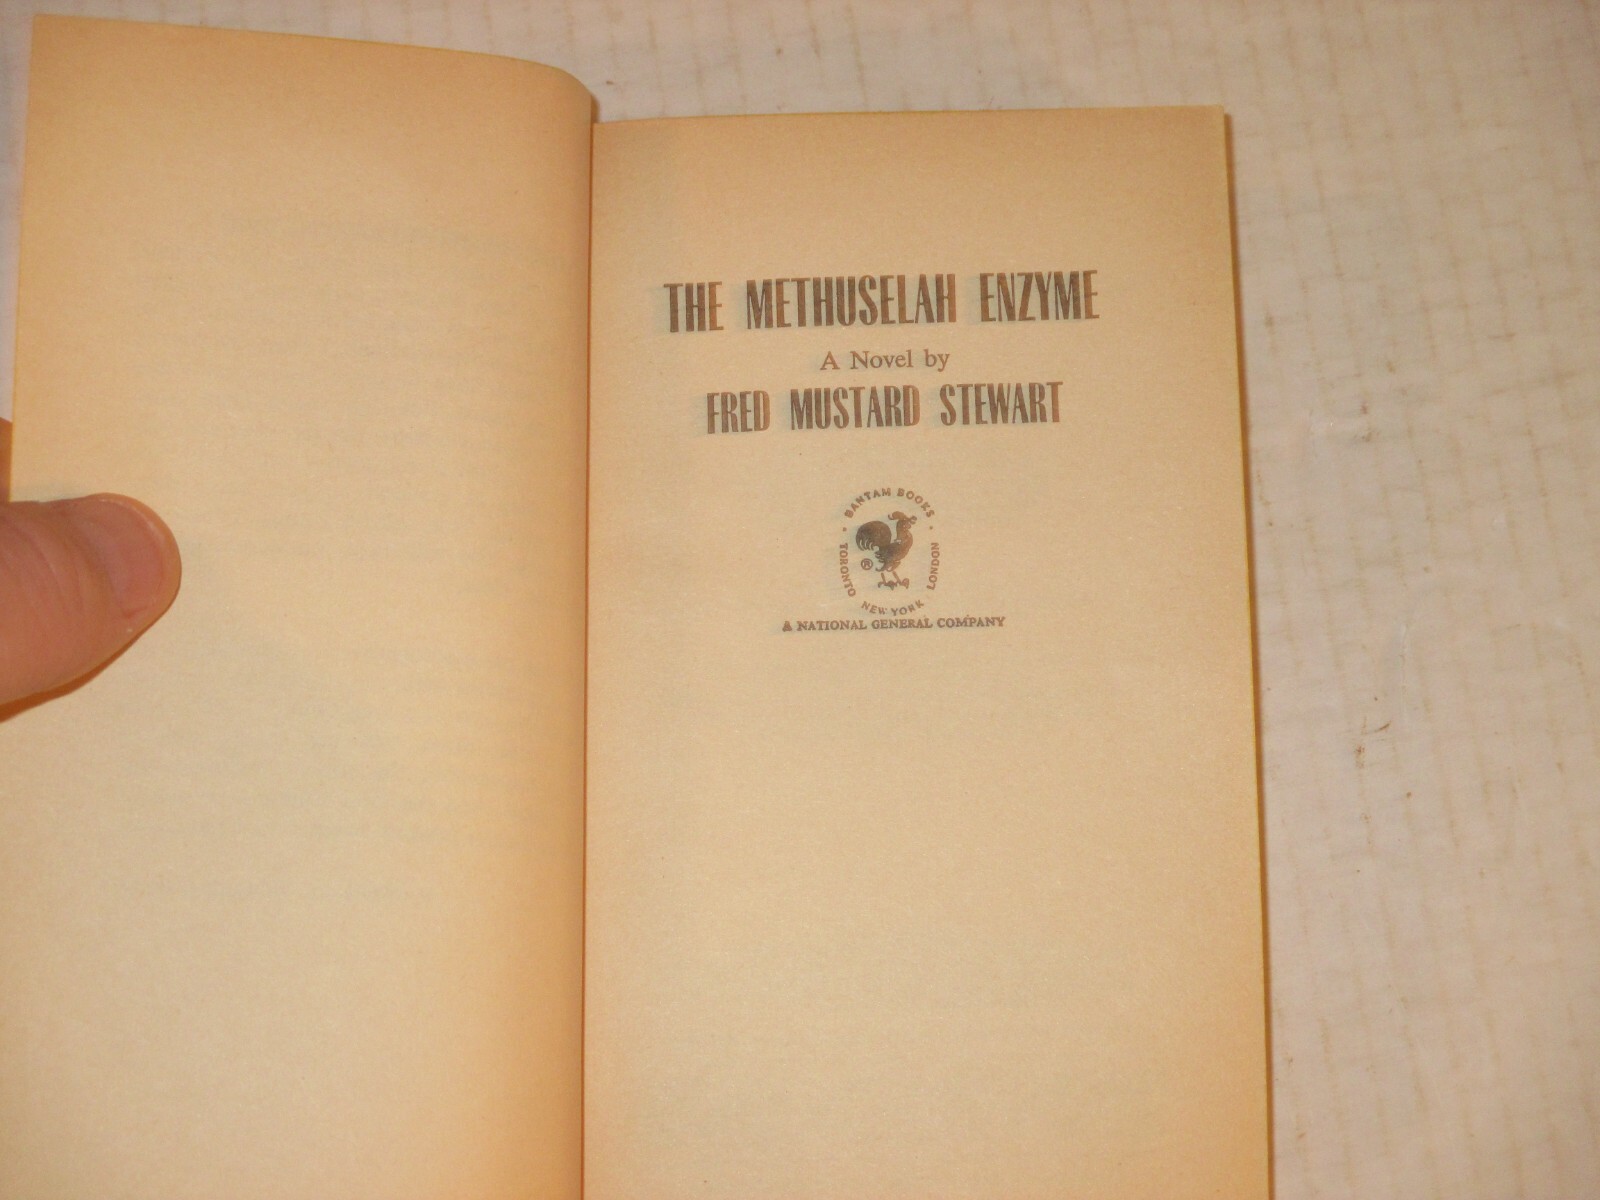 THE METHUSELAH ENZYME
A Novel by
FRED MUSTARD STEWART
BANTAM BOOKS
TORONTO · NEW YORK · LONDON
®
A NATIONAL GENERAL COMPANY